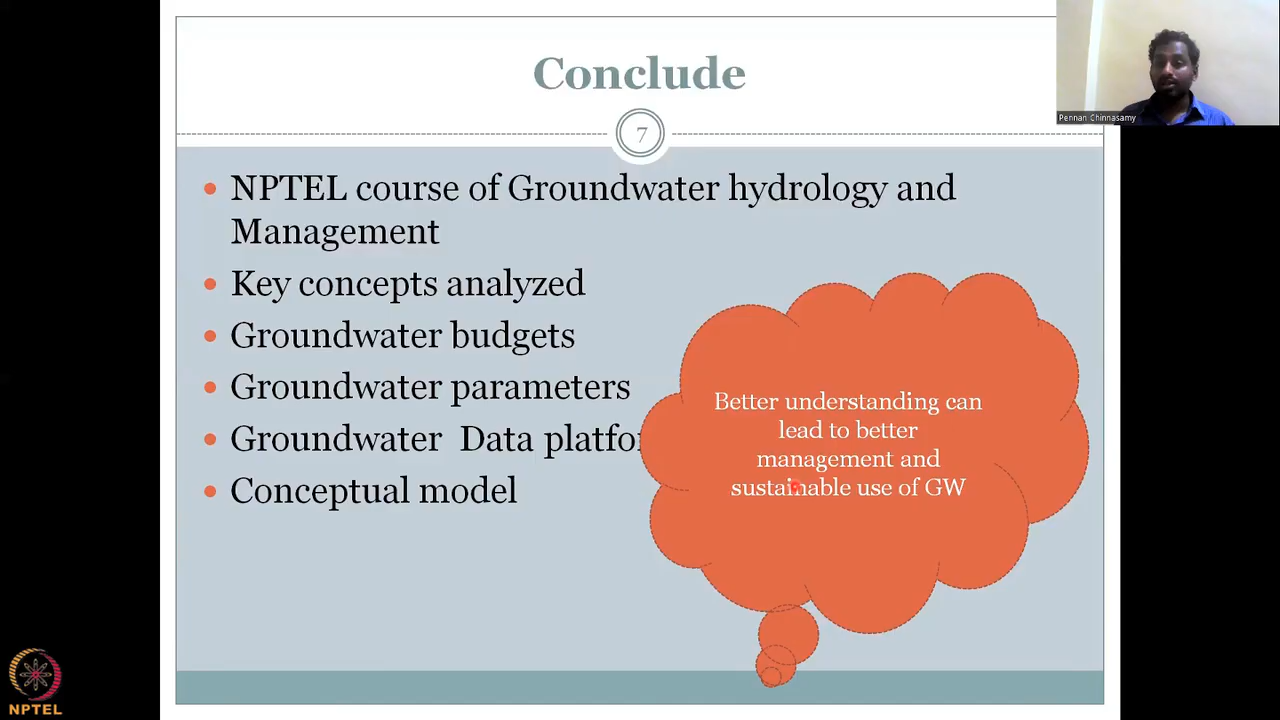 Conclude
7
Pennan Chinnasamy
NPTEL course of Groundwater hydrology and
Management
Key concepts analyzed
Groundwater budgets
Groundwater parameters
Groundwater Data
Conceptual model
Better understanding can
lead to better
management and
sustainable use of GW
NPTEL